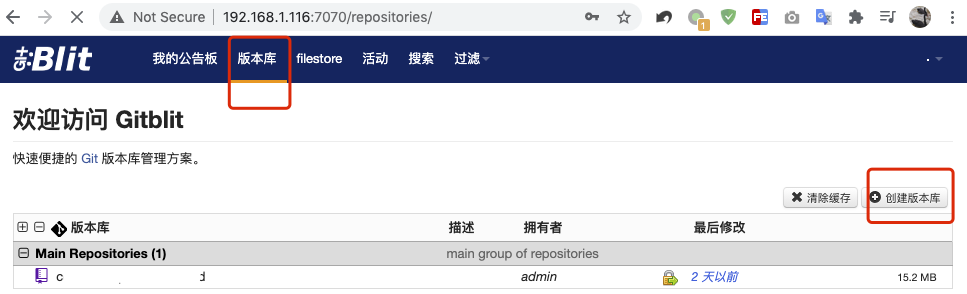 Not Secure | 192.168.1.116:7070/repositories/
1
Blit 我的公告板 版本库 filestore 活动 搜索 过滤
欢迎访问 Gitblit
快速便捷的 Git 版本库管理方案。
清除缓存 创建版本库
版本库 描述 拥有者 最后修改
Main Repositories (1) main group of repositories
c d admin 2 天以前 15.2 MB